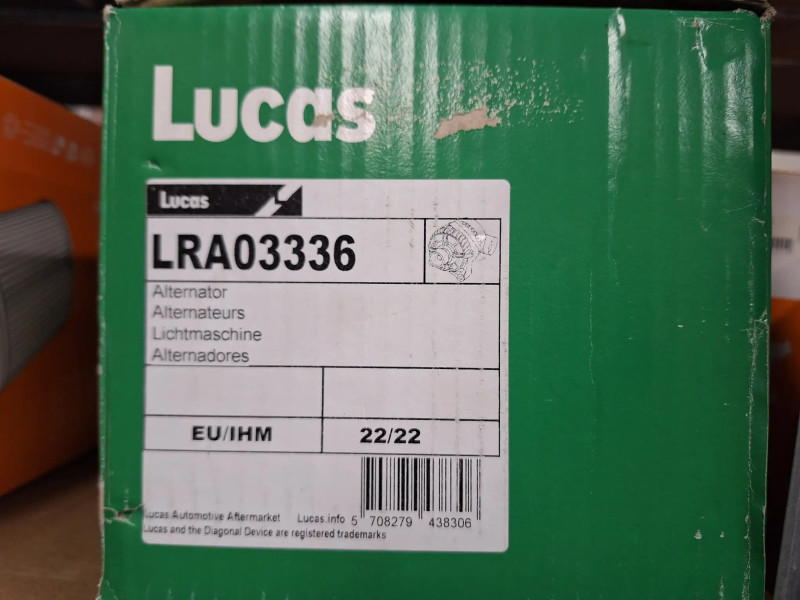 Lucas
Lucas
LRA03336
Alternator
Alternateurs
Lichtmaschine
Alternadores
EU/IHM 22/22
Lucas Automotive Aftermarket Lucas.info 5 708279 438306
Lucas and the Diagonal Device are registered trademarks